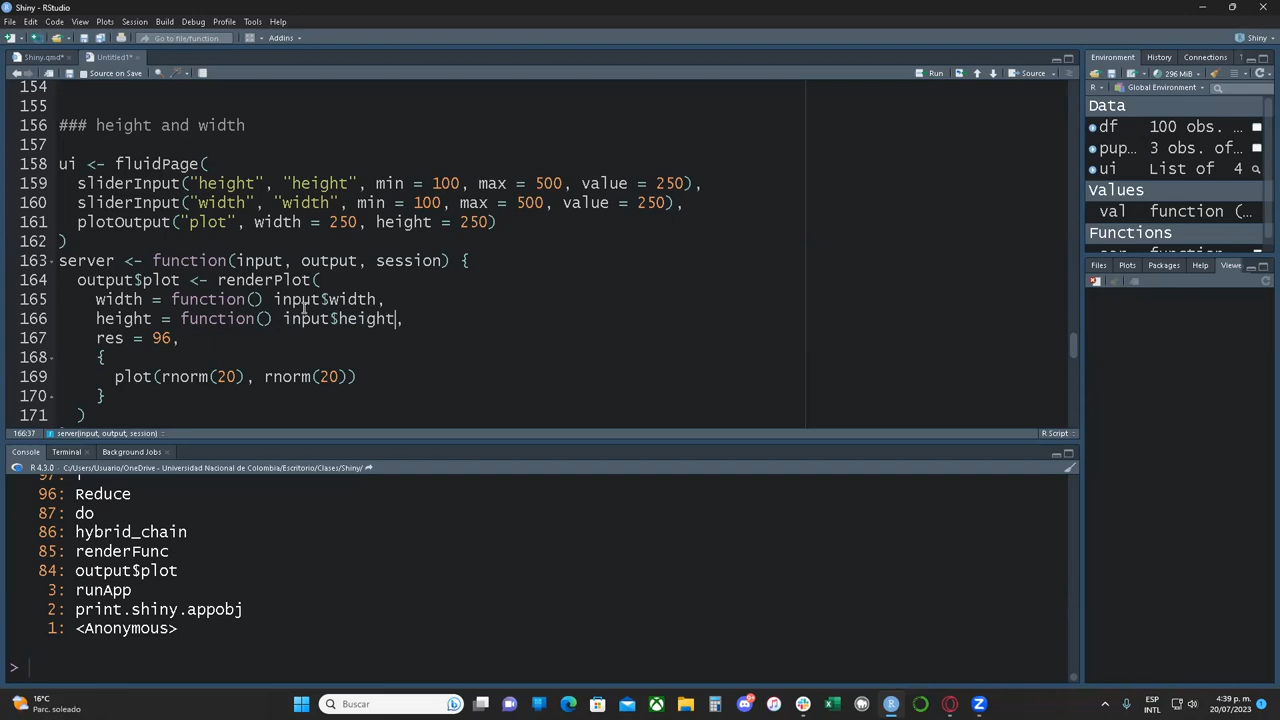 Shiny - RStudio
File Edit Code View Plots Session Build Debug Profile Tools Help
Go to file/function Addins Shiny
Shiny.qmd* Untitled1*
Source on Save Run Source
154
155
156 ### height and width
157
158 ui <- fluidPage(
159 sliderInput("height", "height", min = 100, max = 500, value = 250),
160 sliderInput("width", "width", min = 100, max = 500, value = 250),
161 plotOutput("plot", width = 250, height = 250)
162 )
163 server <- function(input, output, session) {
164 output$plot <- renderPlot(
165 width = function() input$width,
166 height = function() input$height,
167 res = 96,
168 {
169 plot(rnorm(20), rnorm(20))
170 }
171 )
166:37 server(input, output, session) R Script
Console Terminal Background Jobs
R 4.3.0 · C:/Users/Usuario/OneDrive - Universidad Nacional de Colombia/Escritorio/Clases/Shiny/
96: Reduce
87: do
86: hybrid_chain
85: renderFunc
84: output$plot
3: runApp
2: print.shiny.appobj
1: <Anonymous>
>
Environment History Connections
296 MiB
R Global Environment
Data
df 100 obs. …
pup… 3 obs. of …
ui List of 4
Values
val function (…
Functions
Files Plots Packages Help Viewe
16°C
Parc. soleado
Buscar
ESP
INTL
4:39 p. m.
20/07/2023